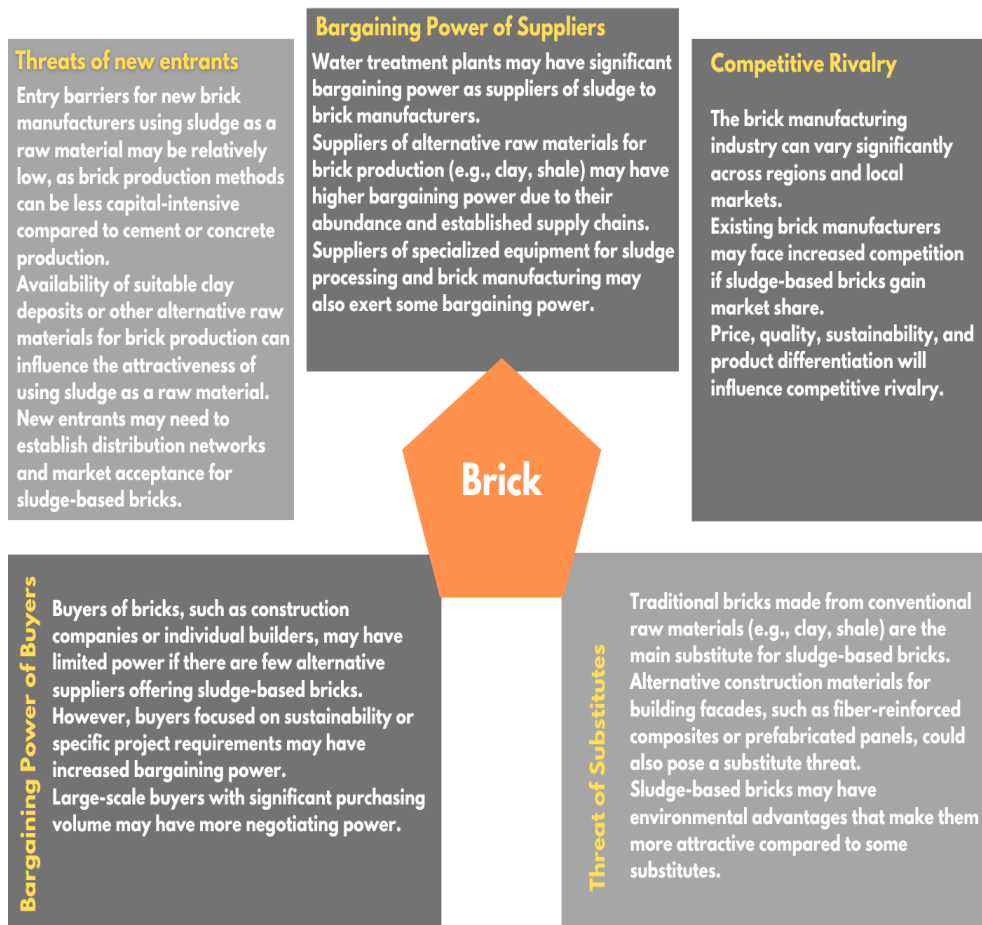 Threats of new entrants
Entry barriers for new brick
manufacturers using sludge as a
raw material may be relatively
low, as brick production methods
can be less capital-intensive
compared to cement or concrete
production.
Availability of suitable clay
deposits or other alternative raw
materials for brick production can
influence the attractiveness of
using sludge as a raw material.
New entrants may need to
establish distribution networks
and market acceptance for
sludge-based bricks.
Bargaining Power of Suppliers
Water treatment plants may have significant
bargaining power as suppliers of sludge to
brick manufacturers.
Suppliers of alternative raw materials for
brick production (e.g., clay, shale) may have
higher bargaining power due to their
abundance and established supply chains.
Suppliers of specialized equipment for sludge
processing and brick manufacturing may
also exert some bargaining power.
Competitive Rivalry
The brick manufacturing
industry can vary significantly
across regions and local
markets.
Existing brick manufacturers
may face increased competition
if sludge-based bricks gain
market share.
Price, quality, sustainability, and
product differentiation will
influence competitive rivalry.
Brick
Bargaining Power of Buyers
Buyers of bricks, such as construction
companies or individual builders, may have
limited power if there are few alternative
suppliers offering sludge-based bricks.
However, buyers focused on sustainability or
specific project requirements may have
increased bargaining power.
Large-scale buyers with significant purchasing
volume may have more negotiating power.
Threat of Substitutes
Traditional bricks made from conventional
raw materials (e.g., clay, shale) are the
main substitute for sludge-based bricks.
Alternative construction materials for
building facades, such as fiber-reinforced
composites or prefabricated panels, could
also pose a substitute threat.
Sludge-based bricks may have
environmental advantages that make them
more attractive compared to some
substitutes.